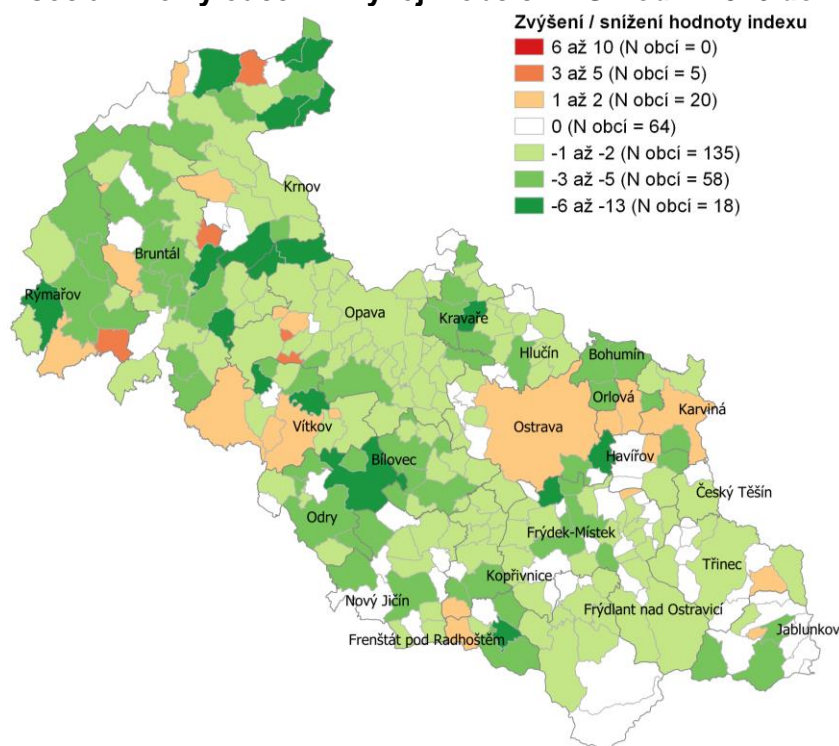 Zvýšení / snížení hodnoty indexu
6 až 10 (N obcí = 0)
3 až 5 (N obcí = 5)
1 až 2 (N obcí = 20)
0 (N obcí = 64)
-1 až -2 (N obcí = 135)
-3 až -5 (N obcí = 58)
-6 až -13 (N obcí = 18)
Krnov
Bruntál
Rýmařov
Opava
Kravaře
Hlučín
Bohumín
Orlová
Karviná
Ostrava
Vítkov
Havířov
Bílovec
Český Těšín
Odry
Frýdek-Místek
Třinec
Kopřivnice
Nový Jičín
Frýdlant nad Ostravicí
Jablunkov
Frenštát pod Radhoštěm